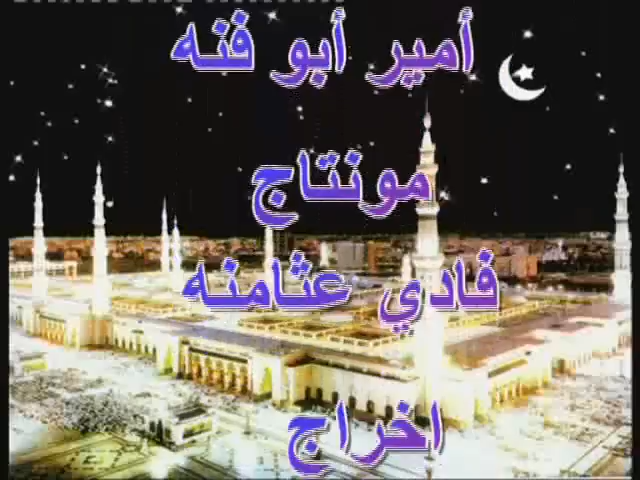 أمير أبو فنه
مونتاج
فادي عثامنه
اخراج